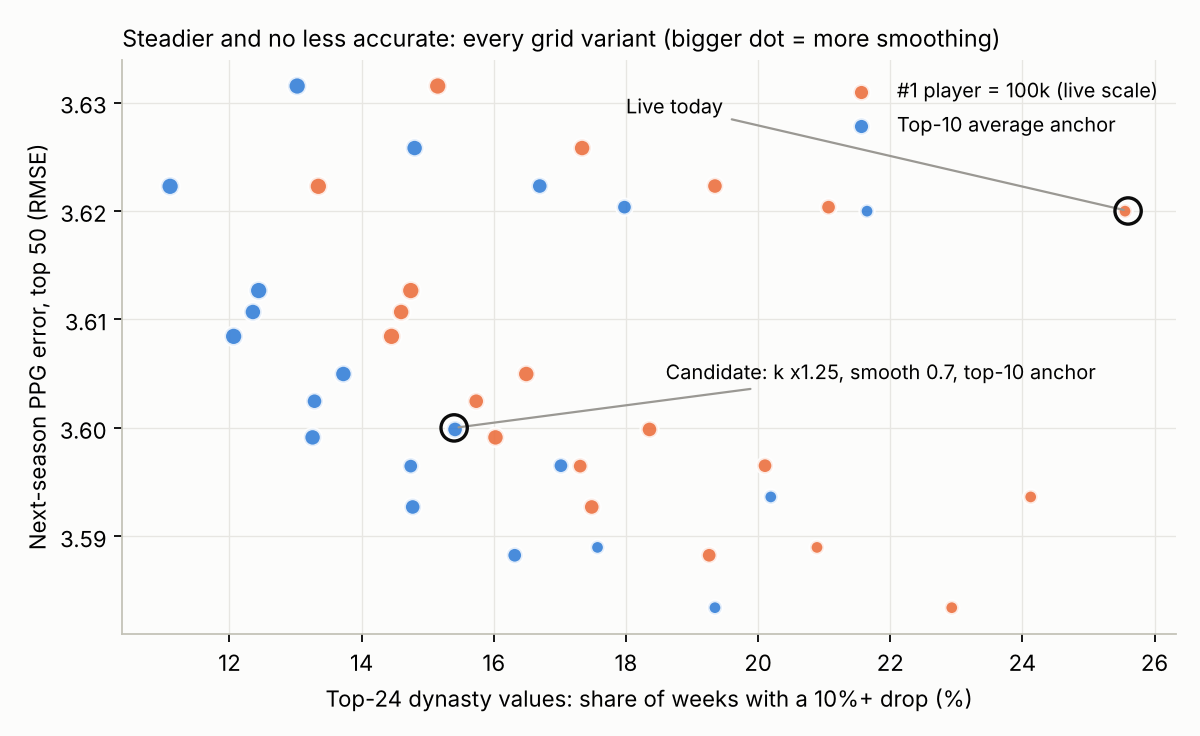 Steadier and no less accurate: every grid variant (bigger dot = more smoothing)
#1 player = 100k (live scale)
Top-10 average anchor
Live today
Candidate: k x1.25, smooth 0.7, top-10 anchor
Next-season PPG error, top 50 (RMSE)
3.63
3.62
3.61
3.60
3.59
12
14
16
18
20
22
24
26
Top-24 dynasty values: share of weeks with a 10%+ drop (%)